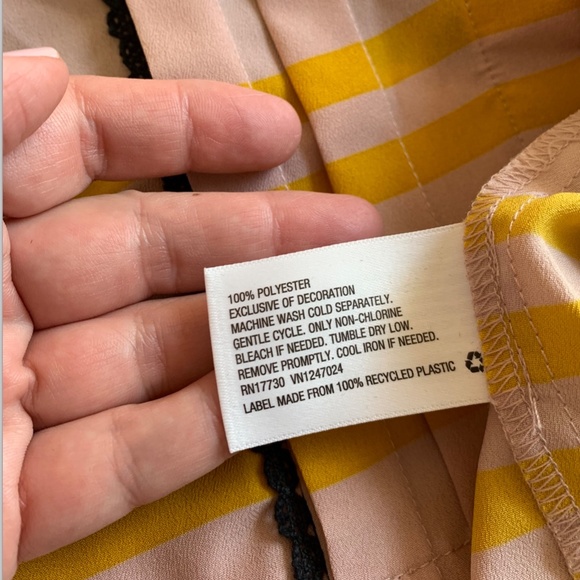 100% POLYESTER
EXCLUSIVE OF DECORATION
MACHINE WASH COLD SEPARATELY.
GENTLE CYCLE. ONLY NON-CHLORINE
BLEACH IF NEEDED. TUMBLE DRY LOW.
REMOVE PROMPTLY. COOL IRON IF NEEDED.
RN17730 VN1247024
LABEL MADE FROM 100% RECYCLED PLASTIC